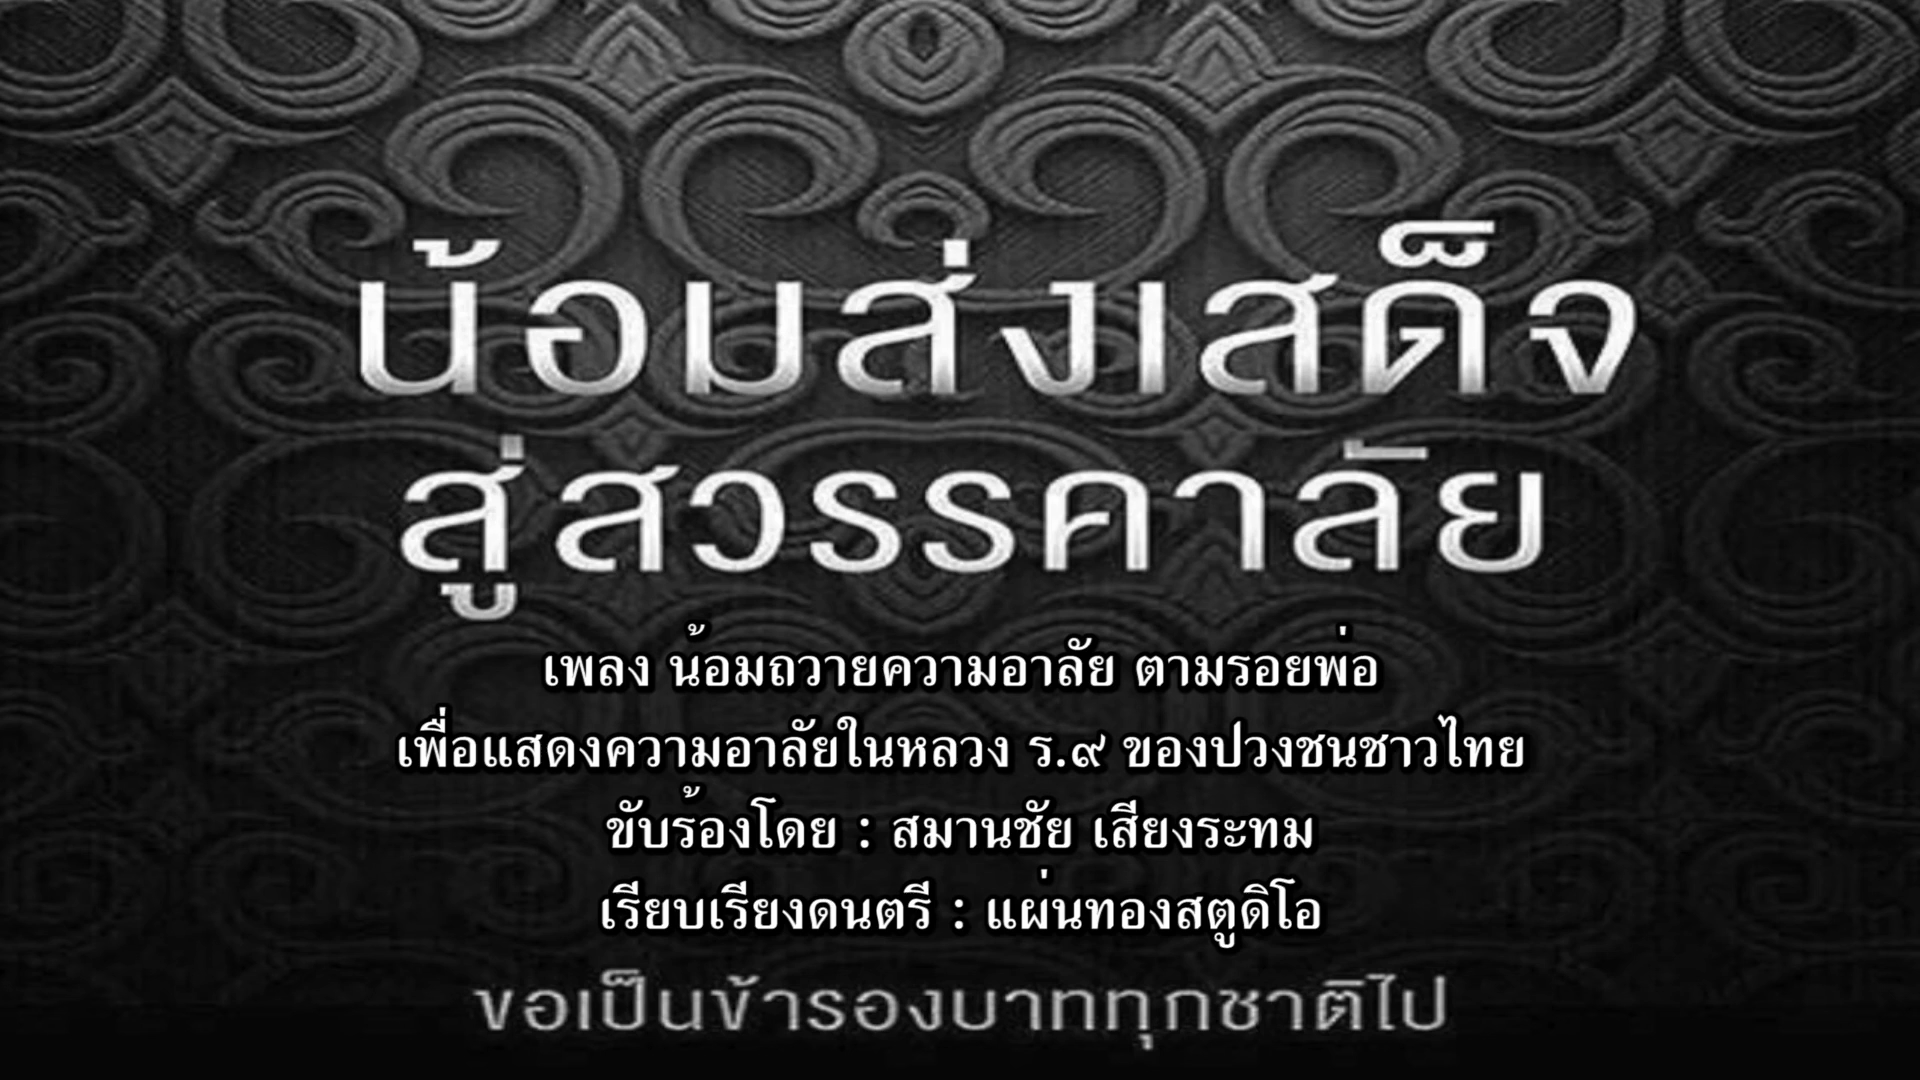 น้อมส่งเสด็จ
สู่สวรรคาลัย
เพลง น้อมถวายความอาลัย ตามรอยพ่อ
เพื่อแสดงความอาลัยในหลวง ร.๙ ของปวงชนชาวไทย
ขับร้องโดย : สมานชัย เสียงระทม
เรียบเรียงดนตรี : แผ่นทองสตูดิโอ
ขอเป็นข้ารองบาททุกชาติไป